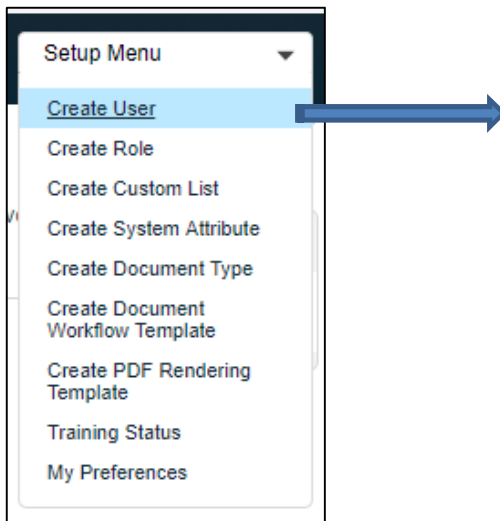 Setup Menu
Create User
Create Role
Create Custom List
Create System Attribute
Create Document Type
Create Document
Workflow Template
Create PDF Rendering
Template
Training Status
My Preferences